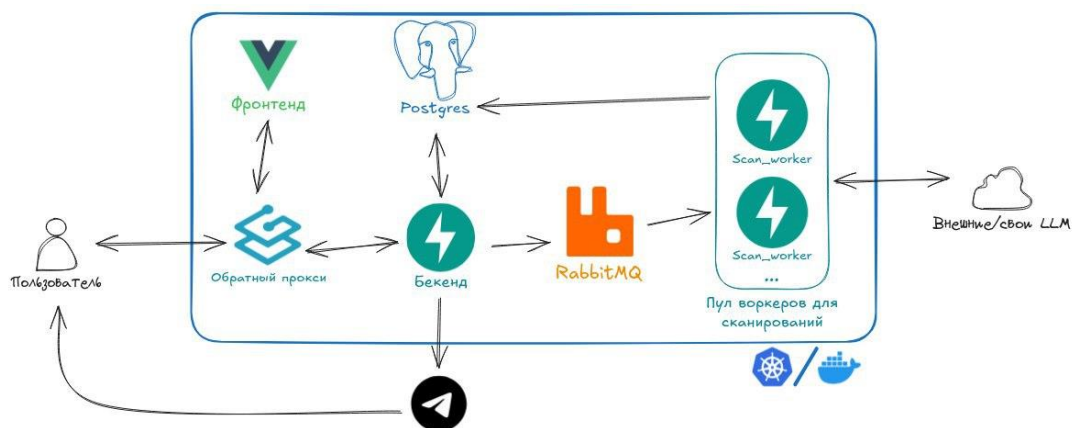 Фронтенд
Postgres
Scan_worker
Scan_worker
...
Пул воркеров для
сканирований
Внешние/свои LLM
Пользователь
Обратный прокси
Бекенд
RabbitMQ